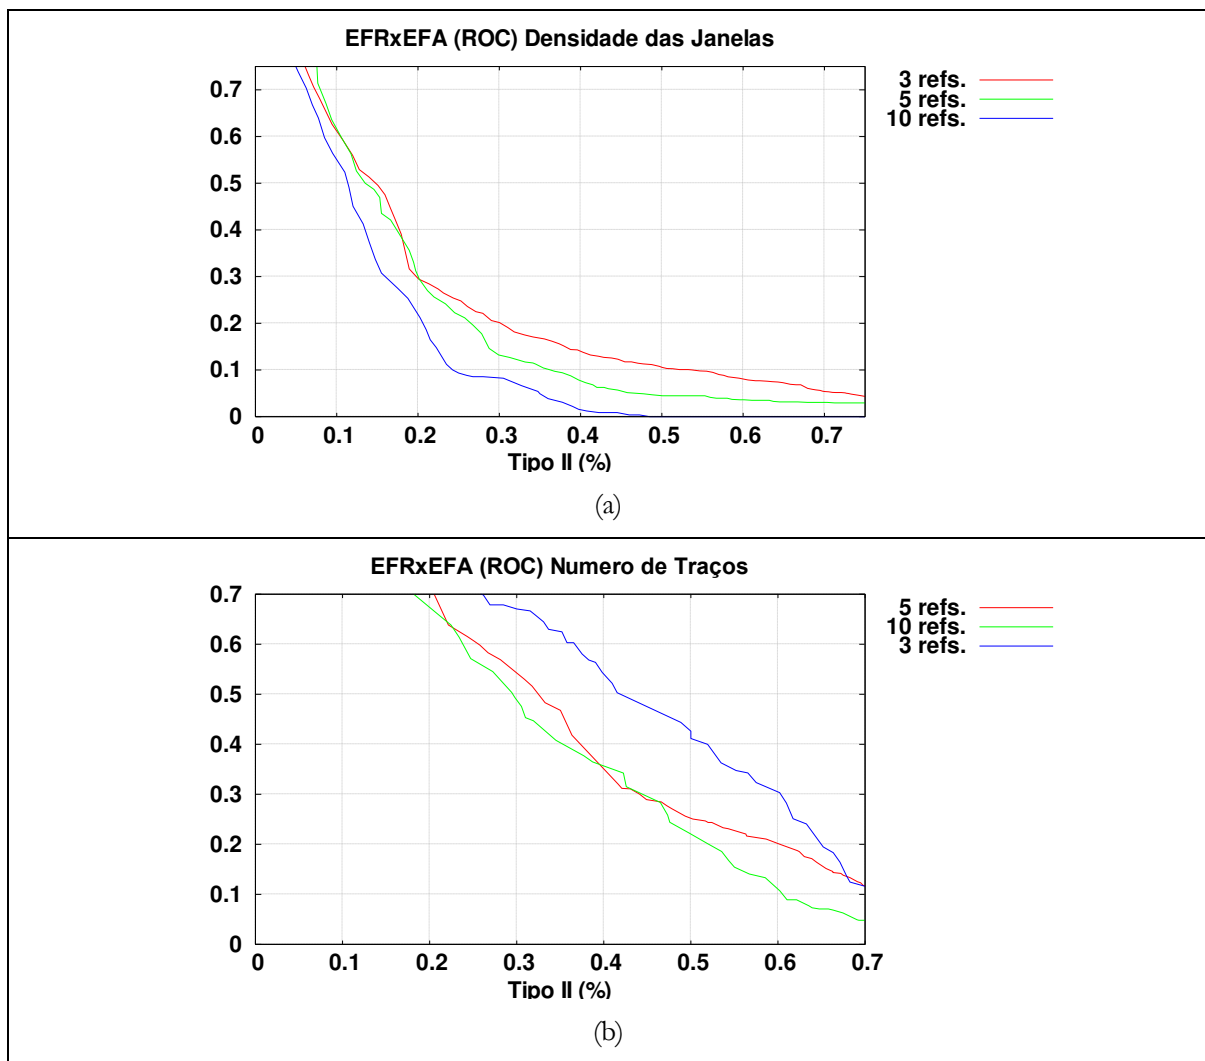 EFRxEFA (ROC) Densidade das Janelas
3 refs.
5 refs.
10 refs.
0.7
0.6
0.5
0.4
0.3
0.2
0.1
0
0 0.1 0.2 0.3 0.4 0.5 0.6 0.7
Tipo II (%)
(a)
EFRxEFA (ROC) Numero de Traços
5 refs.
10 refs.
3 refs.
0.7
0.6
0.5
0.4
0.3
0.2
0.1
0
0 0.1 0.2 0.3 0.4 0.5 0.6 0.7
Tipo II (%)
(b)